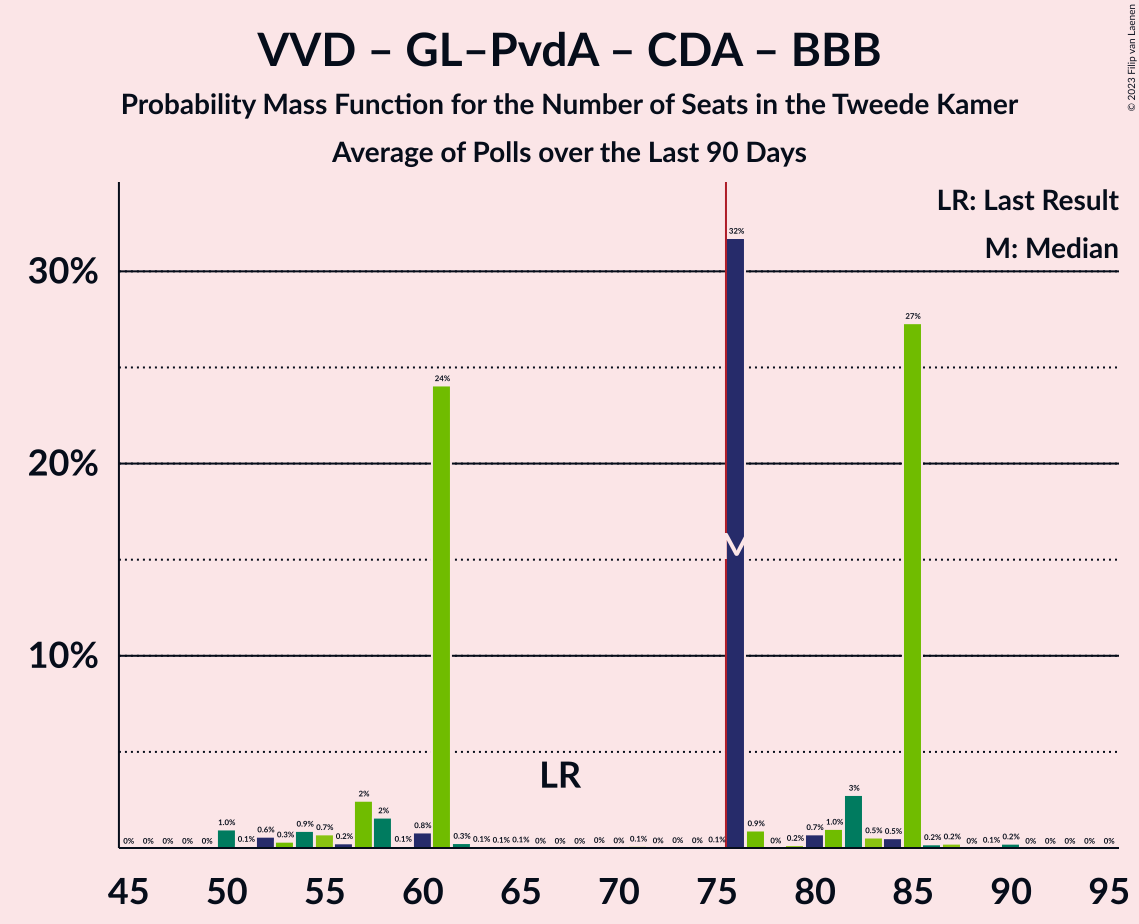 VVD – GL–PvdA – CDA – BBB
Probability Mass Function for the Number of Seats in the Tweede Kamer
Average of Polls over the Last 90 Days
© 2023 Filip van Laenen
LR: Last Result
M: Median
30%
20%
10%
0% 0% 0% 0% 0% 1.0% 0.1% 0.6% 0.3% 0.9% 0.7% 0.2% 2% 2% 0.1% 0.8% 24% 0.3% 0.1% 0.1% 0.1% 0% 0% 0% 0% 0% 0.1% 0% 0% 0% 0.1% 32% 0.9% 0% 0.2% 0.7% 1.0% 3% 0.5% 0.5% 27% 0.2% 0.2% 0% 0.1% 0.2% 0% 0% 0% 0% 0%
M
LR
45 50 55 60 65 70 75 80 85 90 95